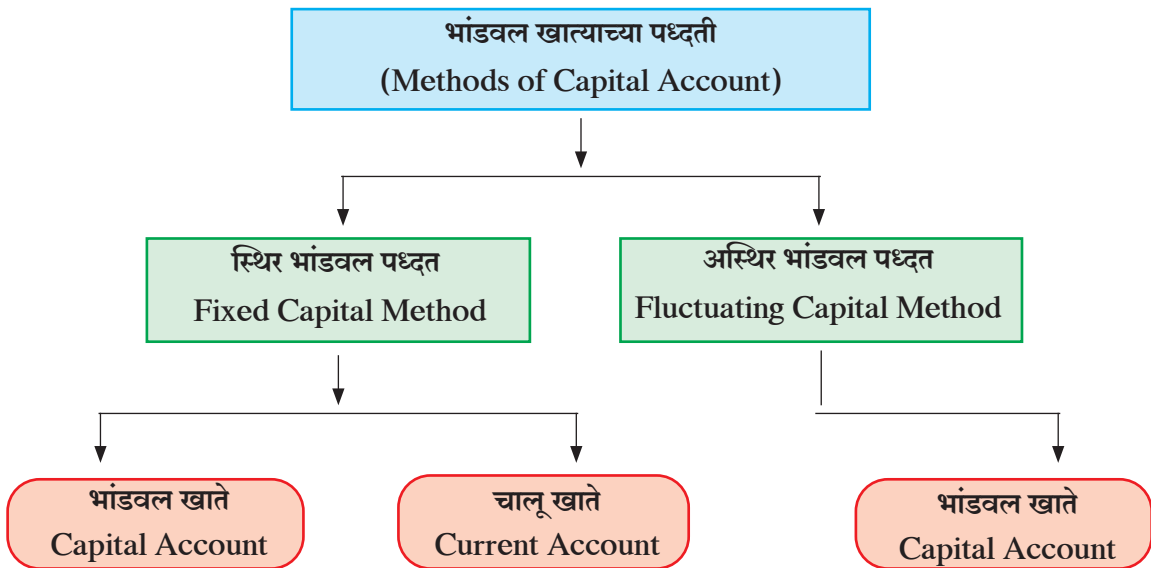 भांडवल खात्याच्या पध्दती
(Methods of Capital Account)
स्थिर भांडवल पध्दत
Fixed Capital Method
अस्थिर भांडवल पध्दत
Fluctuating Capital Method
भांडवल खाते
Capital Account
चालू खाते
Current Account
भांडवल खाते
Capital Account